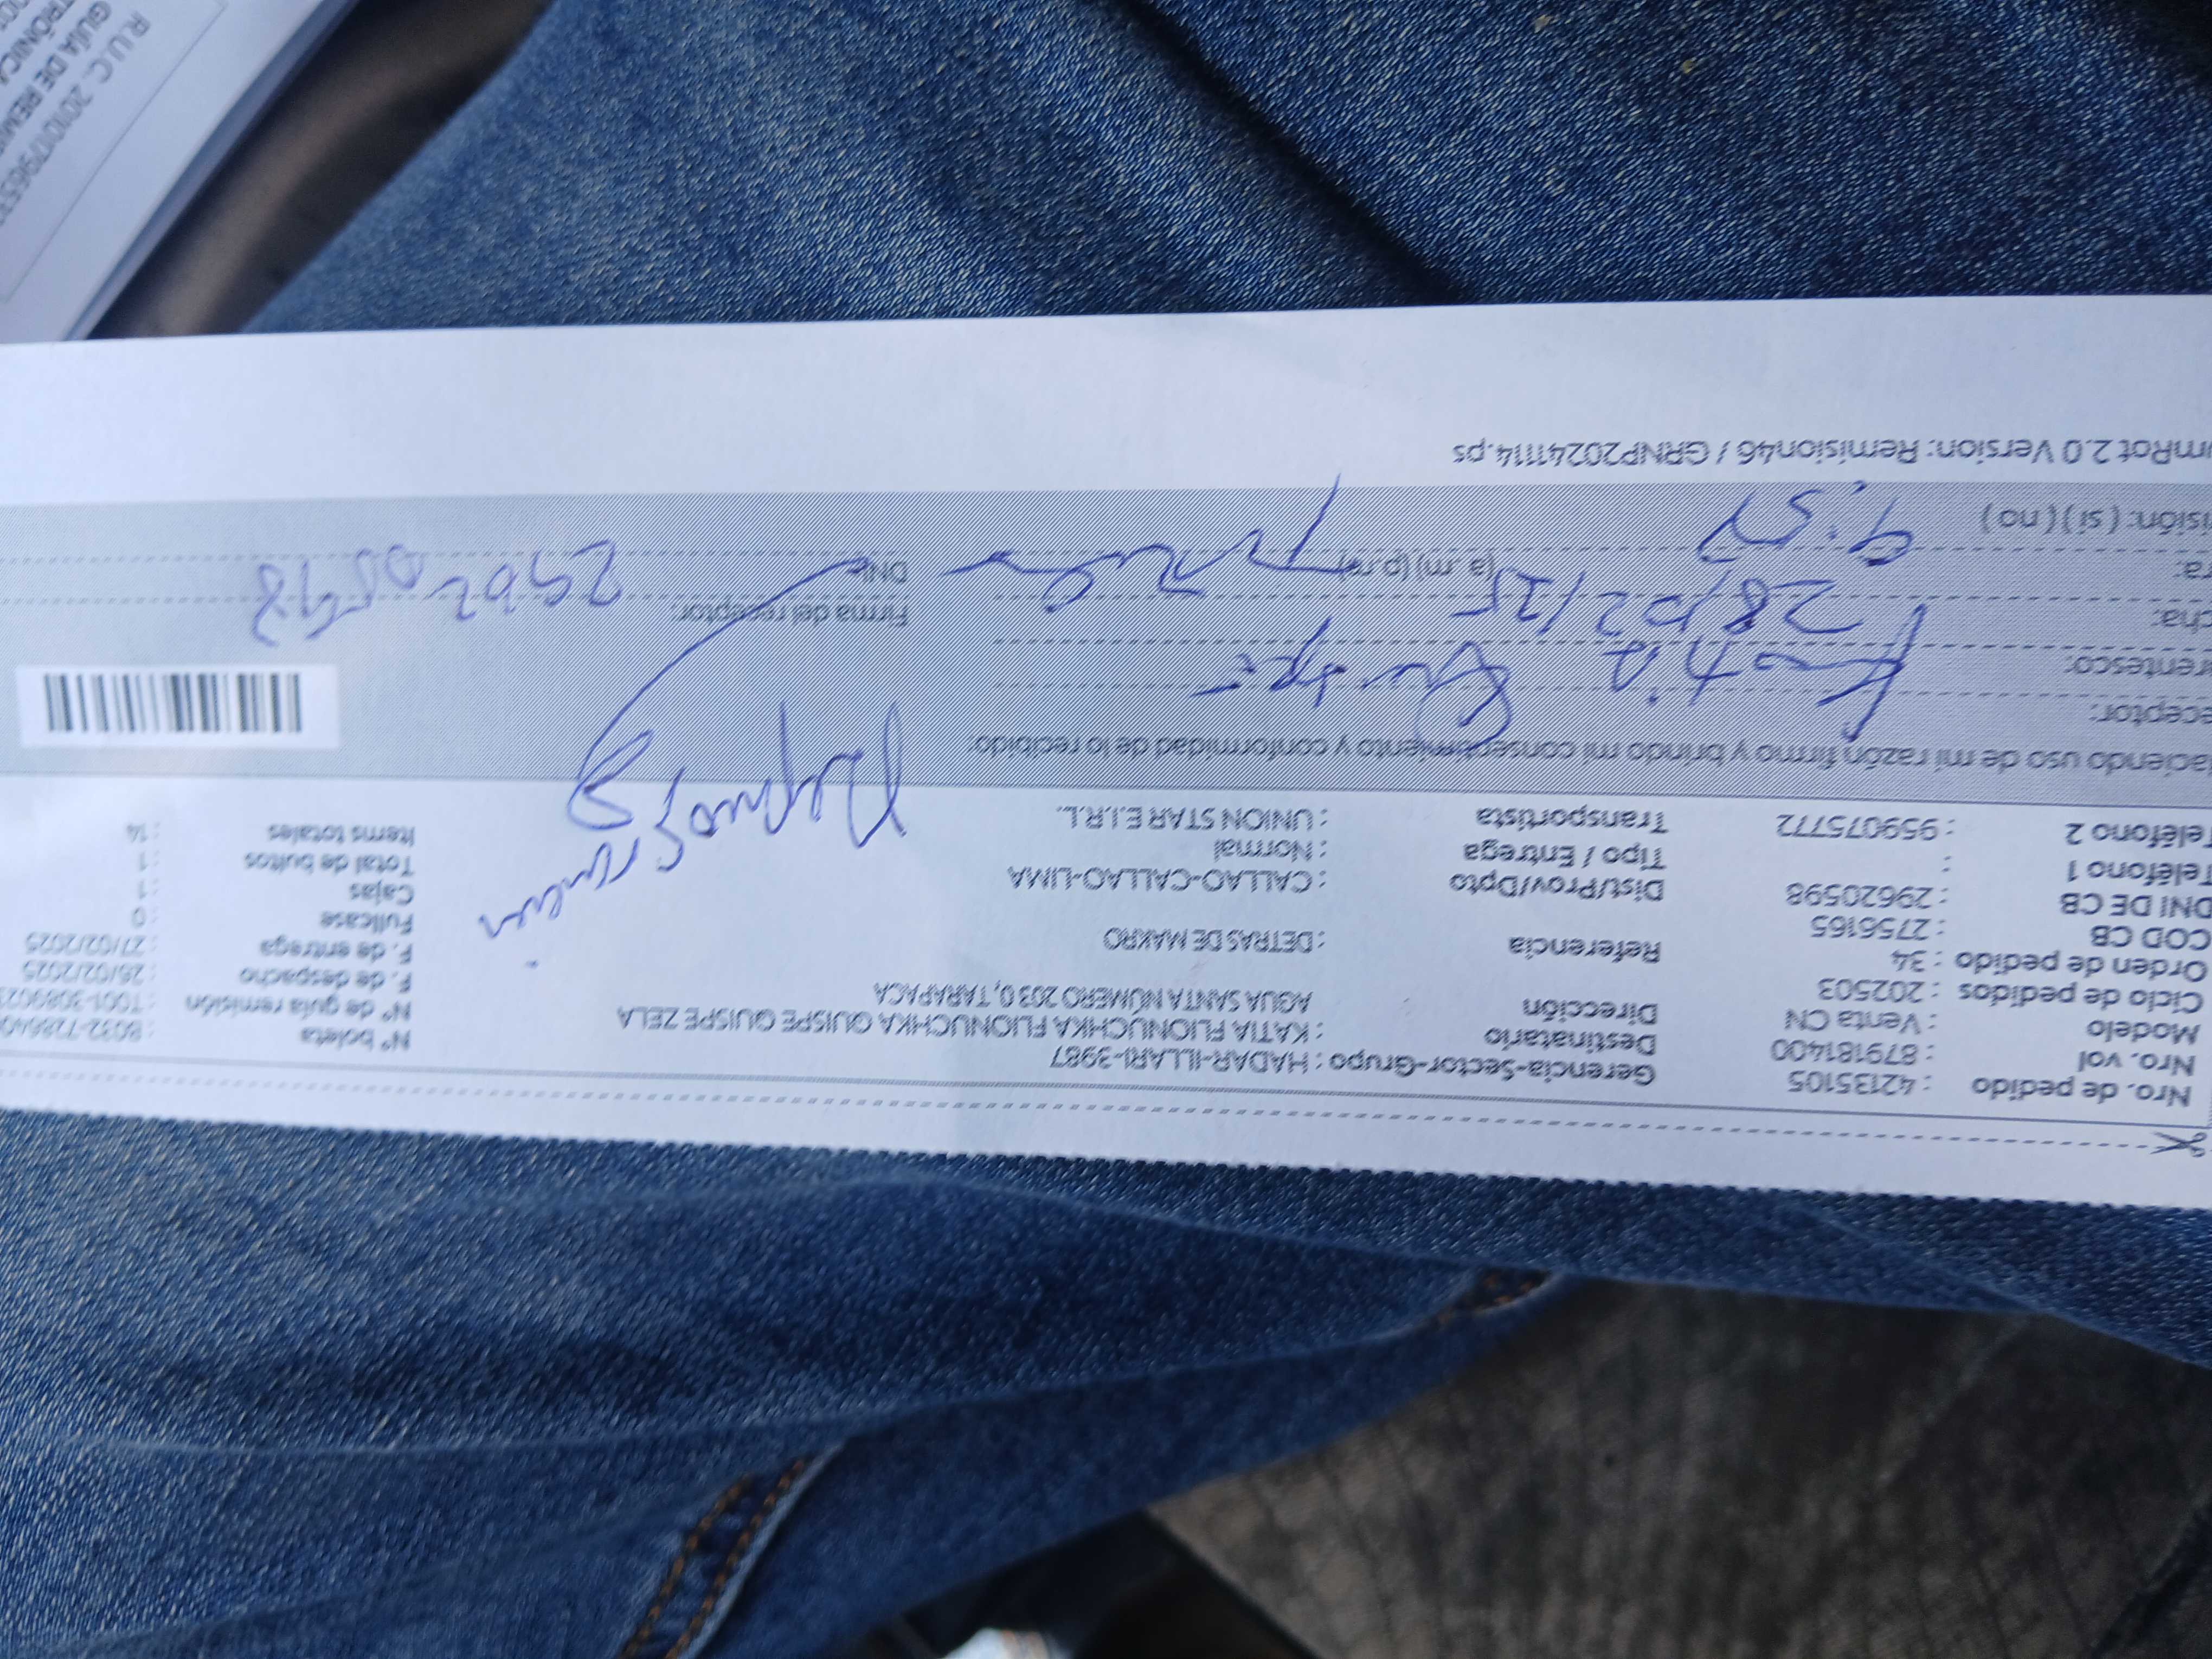 Nro. de pedido : 42135105 Gerencia-Sector-Grupo : HADAR-ILLARI-3987
Nro. vol : 879181400 Destinatario : KATIA FLIONUCHKA FLIONUCHKA QUISPE QUISPE ZELA Nº boleta
Modelo : Venta CN Dirección AGUA SANTA NÚMERO 203 0, TARAPACA Nº de guía remisión
Ciclo de pedidos : 202503 F. de despacho : 26/02/2025
Orden de pedido : 34 Referencia : DETRAS DE MAKRO F. de entrega : 27/02/2025
COD CB : 2756165 Fullcase : 0
DNI DE CB : 29620598 Dist/Prov/Dpto : CALLAO-CALLAO-LIMA Cajas : 1
Teléfono 1 : Tipo / Entrega : Normal Total de bultos : 1
Teléfono 2 : 959075772 Transportista : UNION STAR E.I.R.L. Items totales : 14
aciendo uso de mi razón firmo y brindo mi consentimiento y conformidad de lo recibido:
eceptor: Katia Quispe
rentesco:
cha: 28/02/25 Firma del receptor:
ra: (a.m) (p.m) DNI:
isión: ( si ) ( no )
mRot 2.0 Version: Remision46 / GRNP20241114.ps
R.U.C.
GUÍA DE